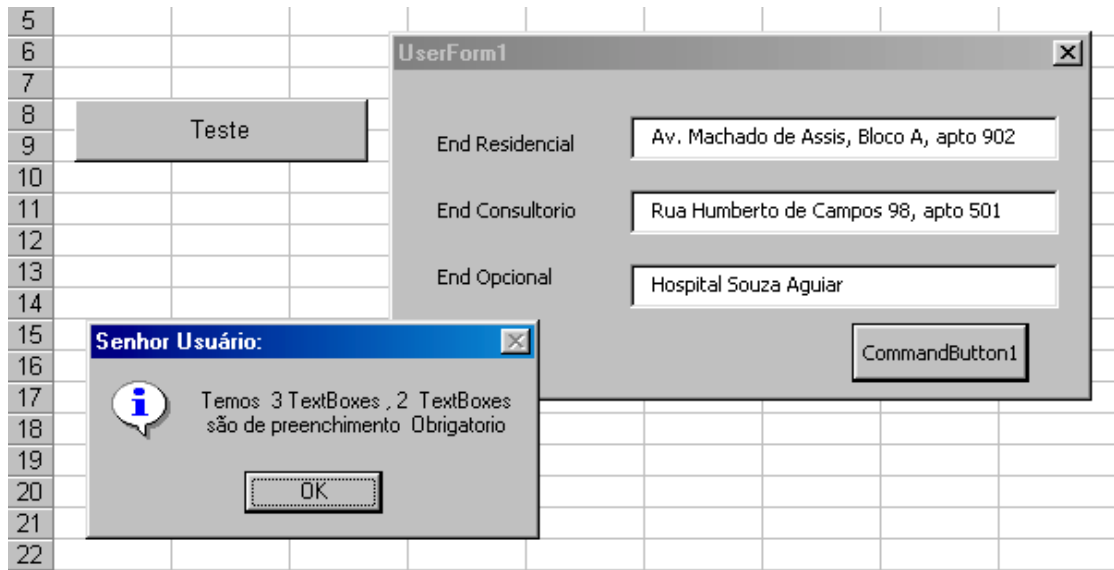 5
6
7
8
9
10
11
12
13
14
15
16
17
18
19
20
21
22
Teste
UserForm1
End Residencial
Av. Machado de Assis, Bloco A, apto 902
End Consultorio
Rua Humberto de Campos 98, apto 501
End Opcional
Hospital Souza Aguiar
CommandButton1
Senhor Usuário:
Temos 3 TextBoxes , 2 TextBoxes
são de preenchimento Obrigatorio
OK